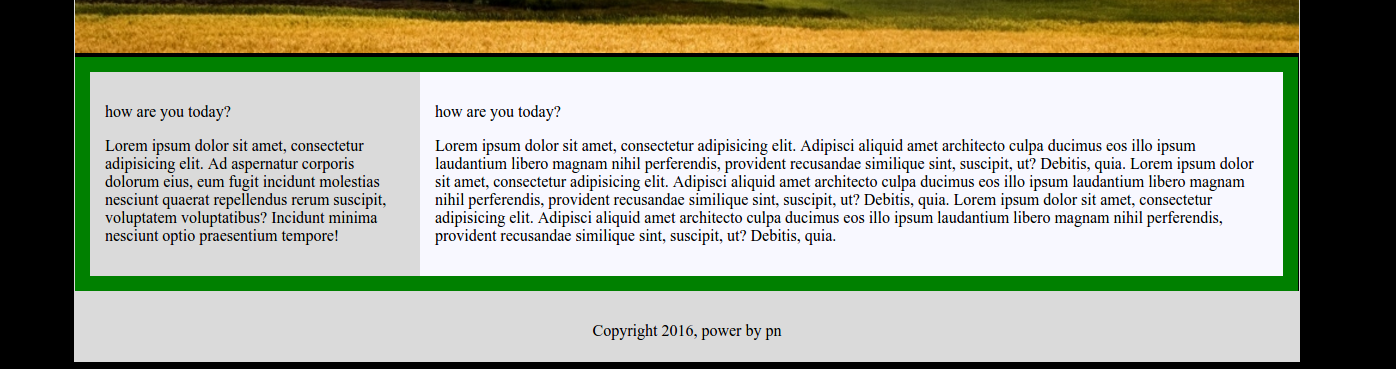 how are you today?
Lorem ipsum dolor sit amet, consectetur
adipisicing elit. Ad aspernatur corporis
dolorum eius, eum fugit incidunt molestias
nesciunt quaerat repellendus rerum suscipit,
voluptatem voluptatibus? Incidunt minima
nesciunt optio praesentium tempore!
how are you today?
Lorem ipsum dolor sit amet, consectetur adipisicing elit. Adipisci aliquid amet architecto culpa ducimus eos illo ipsum
laudantium libero magnam nihil perferendis, provident recusandae similique sint, suscipit, ut? Debitis, quia. Lorem ipsum dolor
sit amet, consectetur adipisicing elit. Adipisci aliquid amet architecto culpa ducimus eos illo ipsum laudantium libero magnam
nihil perferendis, provident recusandae similique sint, suscipit, ut? Debitis, quia. Lorem ipsum dolor sit amet, consectetur
adipisicing elit. Adipisci aliquid amet architecto culpa ducimus eos illo ipsum laudantium libero magnam nihil perferendis,
provident recusandae similique sint, suscipit, ut? Debitis, quia.
Copyright 2016, power by pn